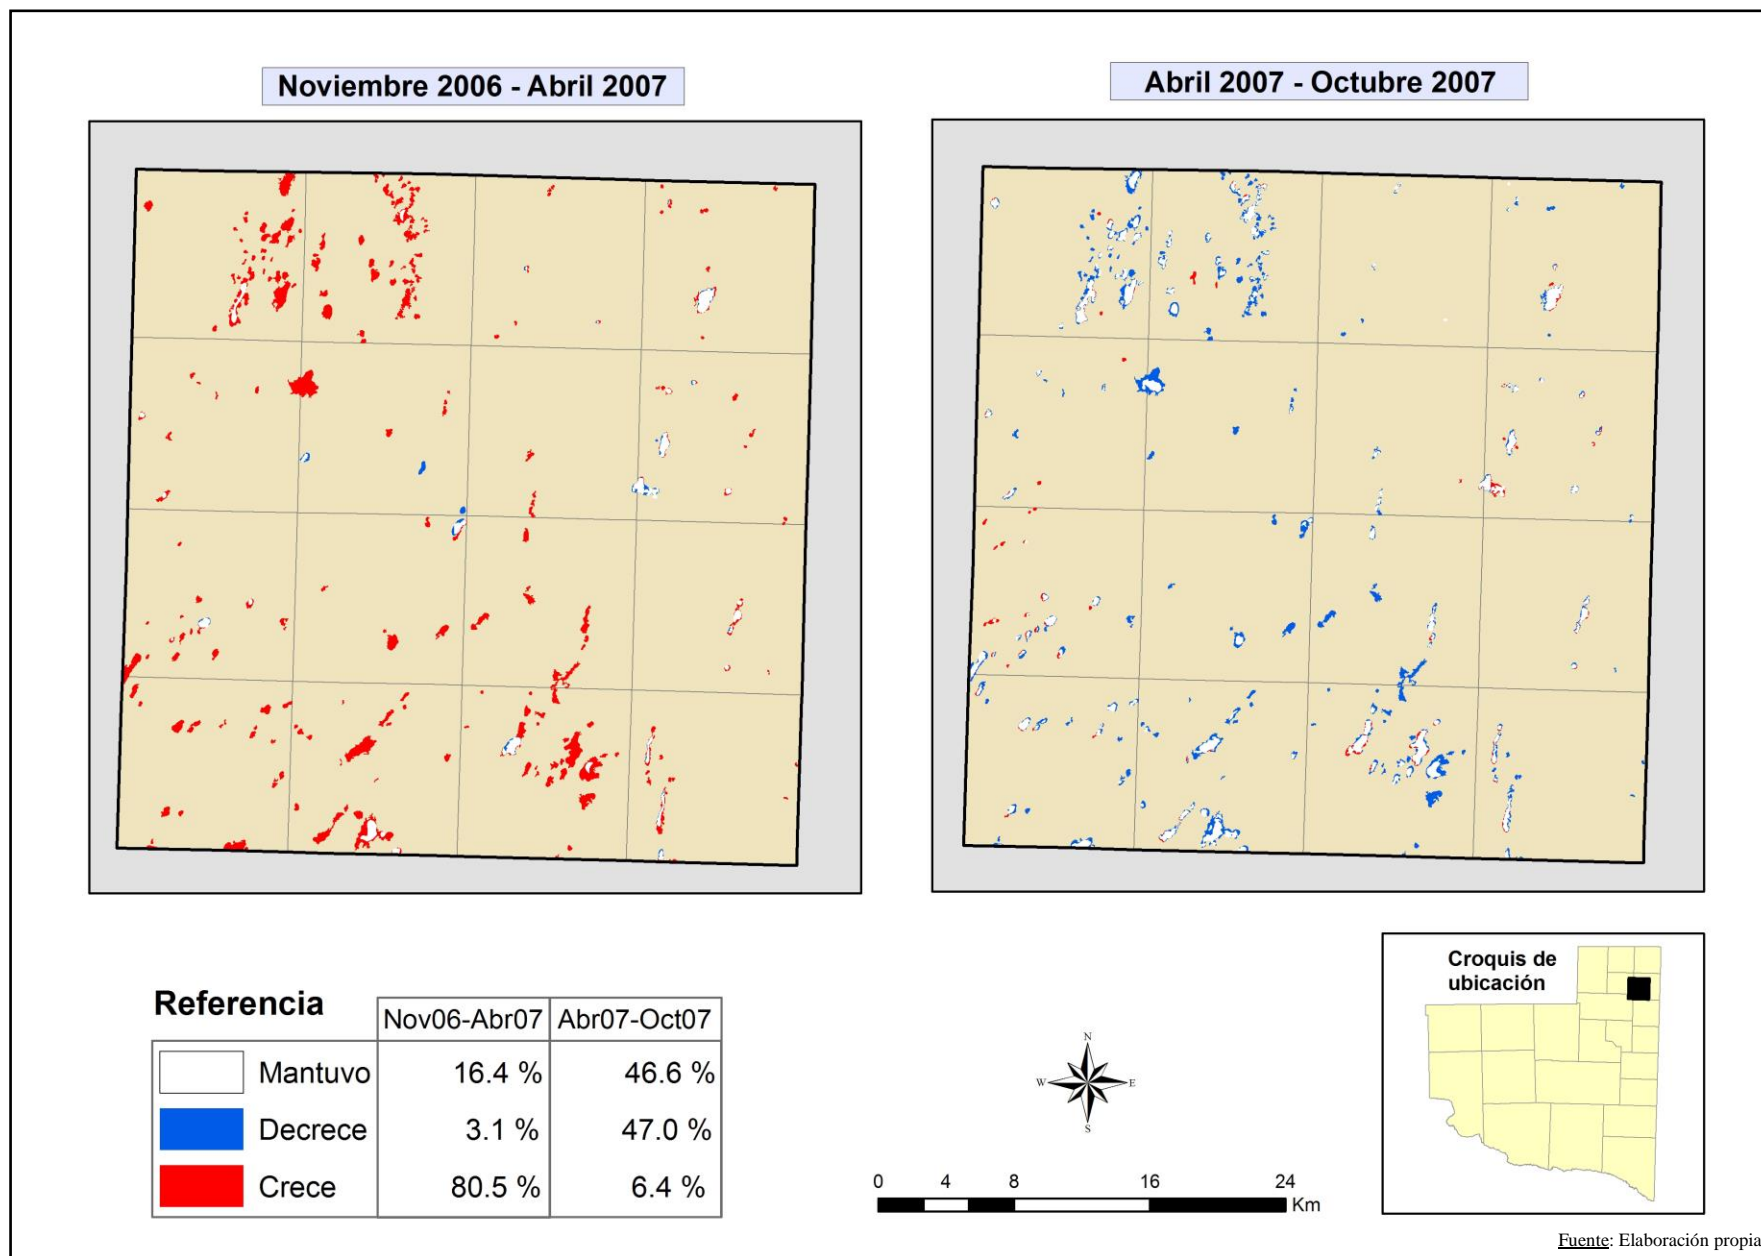 Noviembre 2006 - Abril 2007
Abril 2007 - Octubre 2007
Referencia
Nov06-Abr07 Abr07-Oct07
Mantuvo 16.4 % 46.6 %
Decrece 3.1 % 47.0 %
Crece 80.5 % 6.4 %
N
W E
S
0 4 8 16 24
Km
Croquis de
ubicación
Fuente: Elaboración propia